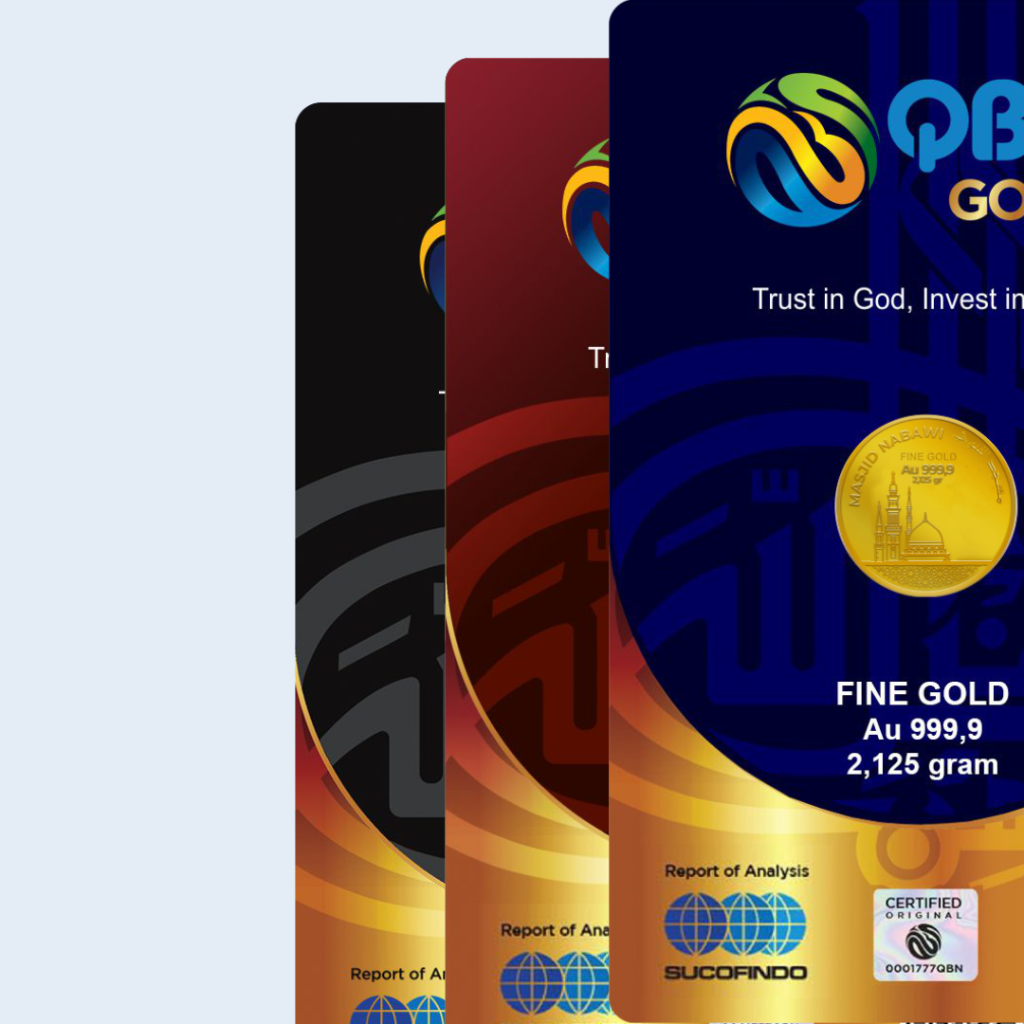 QB
GO
Trust in God, Invest in
MASJID NABAWI
FINE GOLD
Au 999,9
2,125 gr
FINE GOLD
Au 999,9
2,125 gram
Report of Analysis
SUCOFINDO
CERTIFIED
ORIGINAL
0001777QBN
Tr
Report of Ana
Report of A